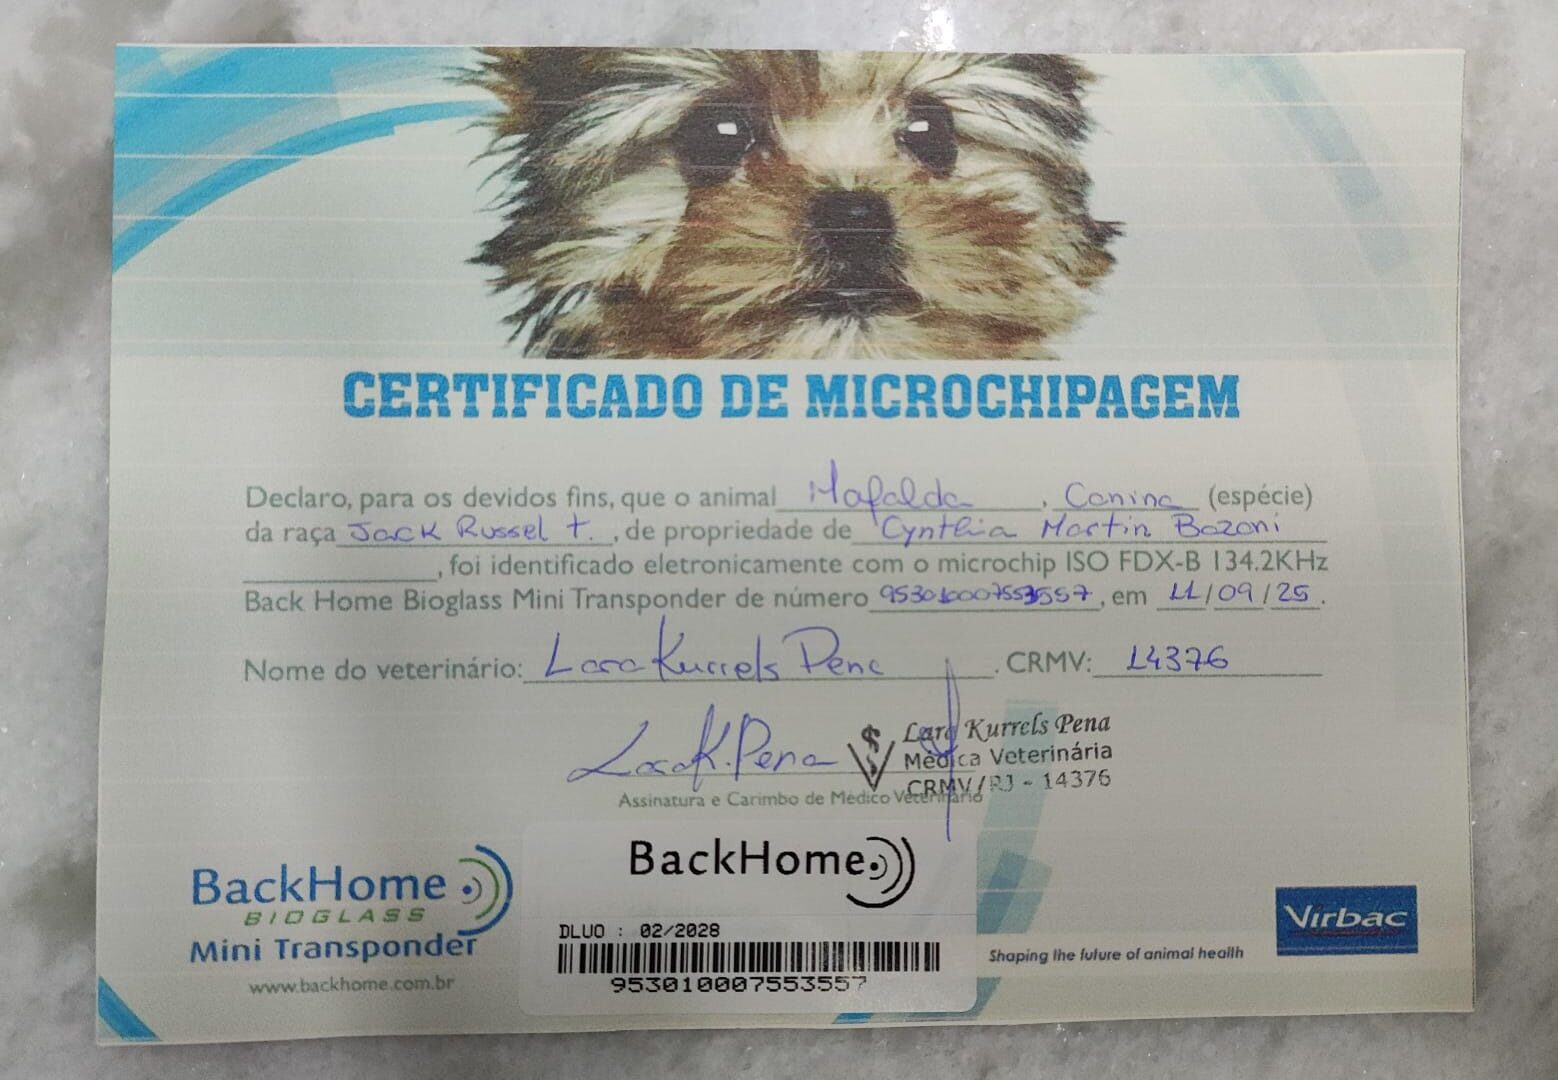 CERTIFICADO DE MICROCHIPAGEM
Declaro, para os devidos fins, que o animal Mafalda, Canina (espécie)
da raça Jack Russel t., de propriedade de Cynthia Martin Bazoni
, foi identificado eletronicamente com o microchip ISO FDX-B 134.2KHz
Back Home Bioglass Mini Transponder de número 953010007553557, em 11/09/25.
Nome do veterinário: Lara Kurrels Pena. CRMV: 14376
Lara K. Pena
Lara Kurrels Pena
Médica Veterinária
CRMV/RJ - 14376
Assinatura e Carimbo de Médico Veterinário
BackHome
BIOGLASS
Mini Transponder
www.backhome.com.br
BackHome
DLUO : 02/2028
953010007553557
Shaping the future of animal health
Virbac